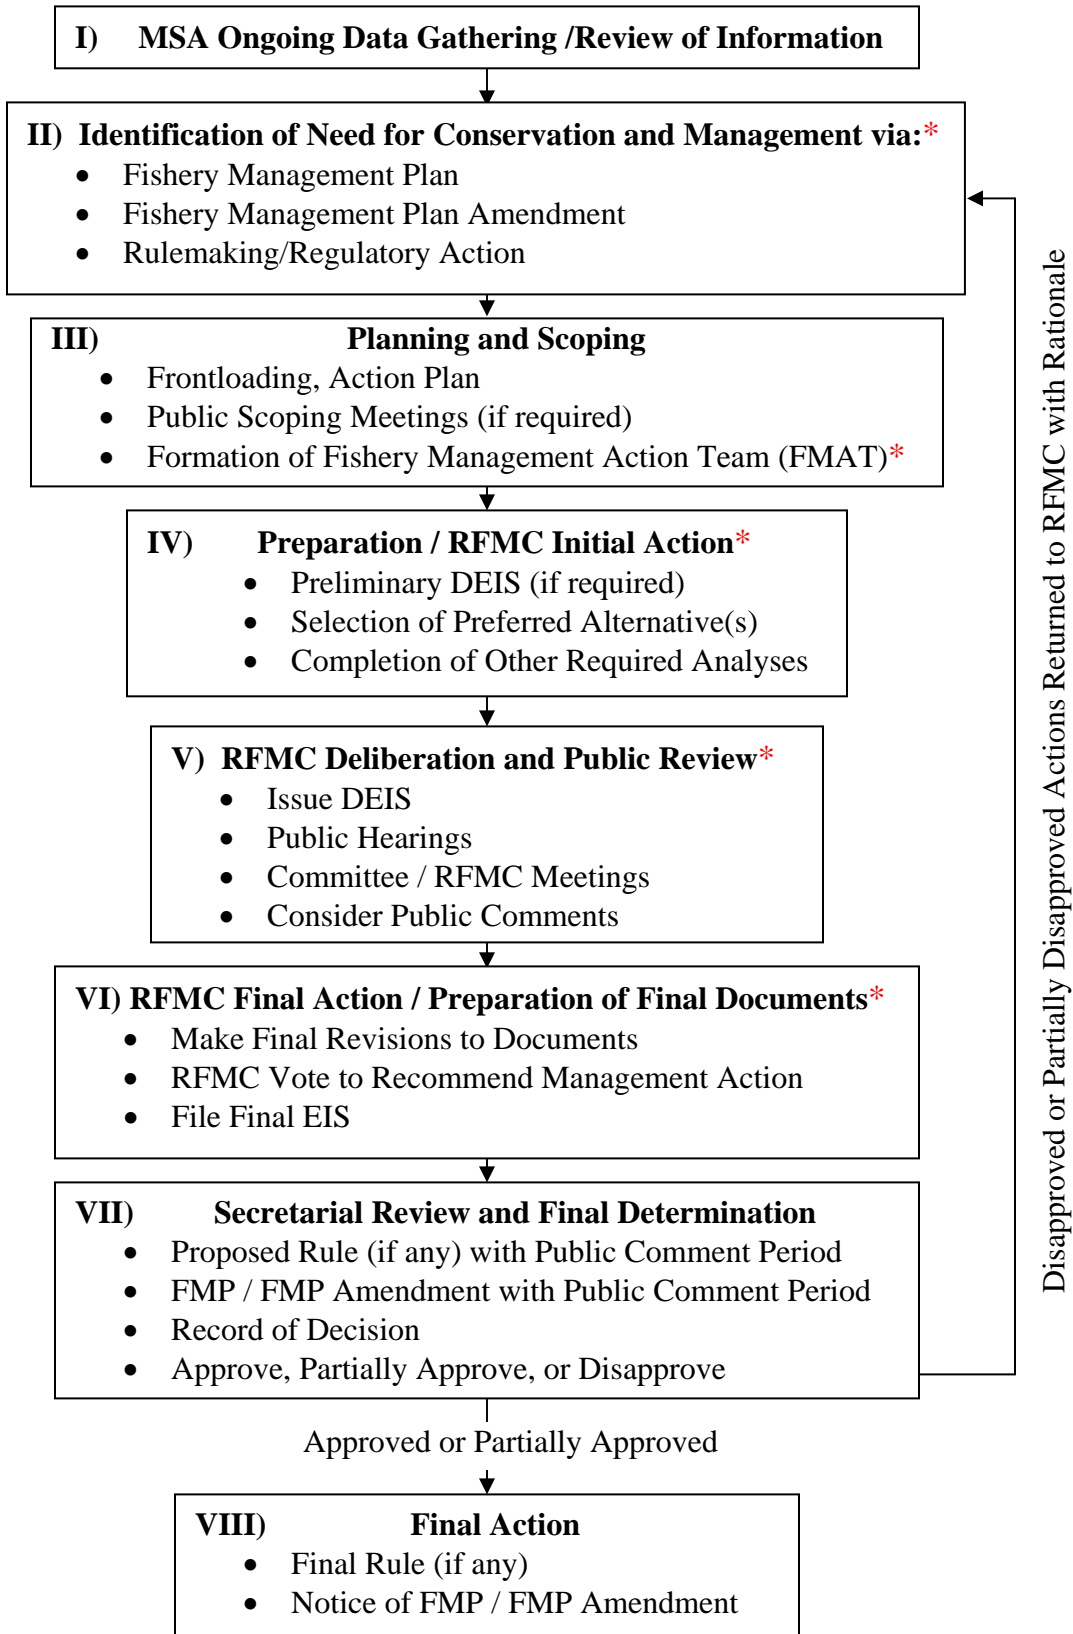 I) MSA Ongoing Data Gathering /Review of Information
II) Identification of Need for Conservation and Management via:*
• Fishery Management Plan
• Fishery Management Plan Amendment
• Rulemaking/Regulatory Action
III) Planning and Scoping
• Frontloading, Action Plan
• Public Scoping Meetings (if required)
• Formation of Fishery Management Action Team (FMAT)*
IV) Preparation / RFMC Initial Action*
• Preliminary DEIS (if required)
• Selection of Preferred Alternative(s)
• Completion of Other Required Analyses
V) RFMC Deliberation and Public Review*
• Issue DEIS
• Public Hearings
• Committee / RFMC Meetings
• Consider Public Comments
VI) RFMC Final Action / Preparation of Final Documents*
• Make Final Revisions to Documents
• RFMC Vote to Recommend Management Action
• File Final EIS
VII) Secretarial Review and Final Determination
• Proposed Rule (if any) with Public Comment Period
• FMP / FMP Amendment with Public Comment Period
• Record of Decision
• Approve, Partially Approve, or Disapprove
Approved or Partially Approved
VIII) Final Action
• Final Rule (if any)
• Notice of FMP / FMP Amendment
Disapproved or Partially Disapproved Actions Returned to RFMC with Rationale